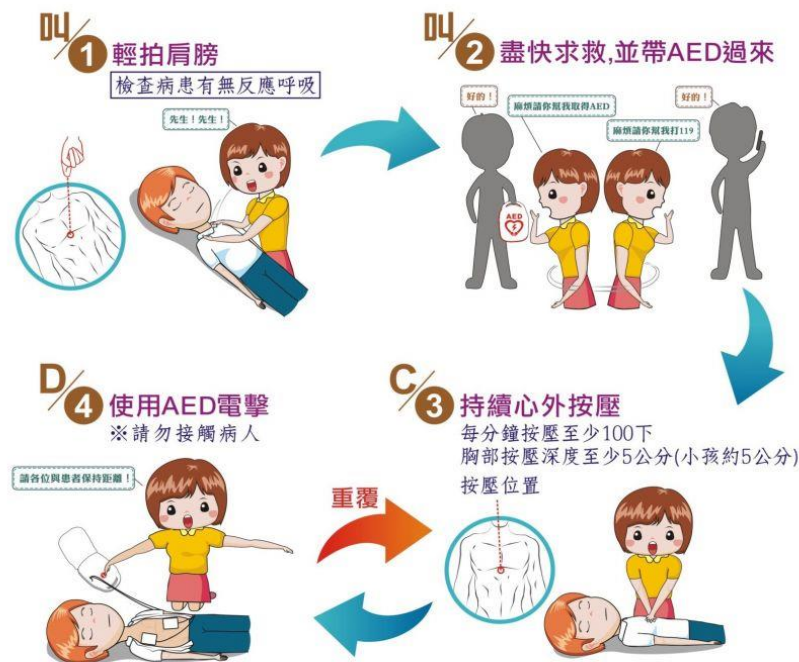 叫/1 輕拍肩膀
檢查病患有無反應呼吸
先生!先生!
叫/2 盡快求救,並帶AED過來
好的!
麻煩請你幫我取得AED
麻煩請你幫我打119
好的!
AED
C/3 持續心外按壓
每分鐘按壓至少100下
胸部按壓深度至少5公分(小孩約5公分)
按壓位置
D/4 使用AED電擊
※請勿接觸病人
請各位與患者保持距離!
重覆